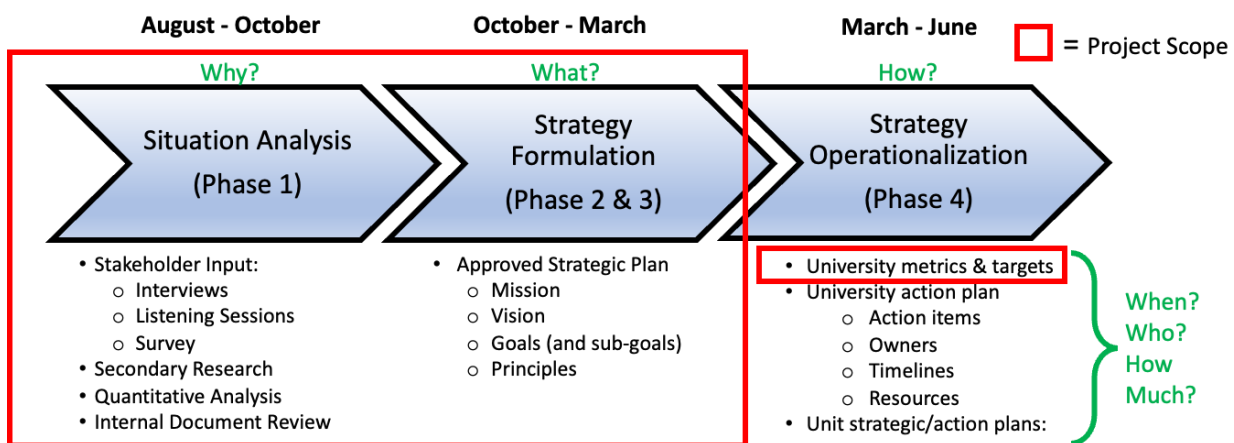 August - October
October - March
March - June
= Project Scope
Why?
What?
How?
Situation Analysis
(Phase 1)
Strategy
Formulation
(Phase 2 & 3)
Strategy
Operationalization
(Phase 4)
• Stakeholder Input:
o Interviews
o Listening Sessions
o Survey
• Secondary Research
• Quantitative Analysis
• Internal Document Review
• Approved Strategic Plan
o Mission
o Vision
o Goals (and sub-goals)
o Principles
• University metrics & targets
• University action plan
o Action items
o Owners
o Timelines
o Resources
• Unit strategic/action plans:
When?
Who?
How
Much?